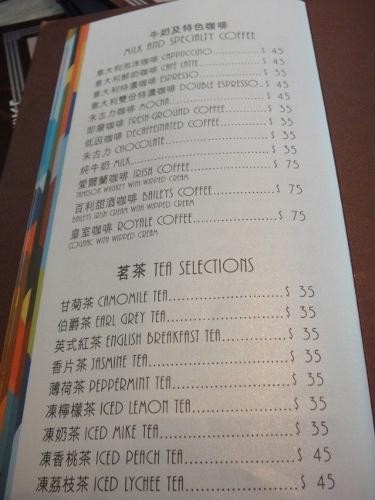 牛奶及特色咖啡
MILK AND SPECIALTY COFFEE
意大利泡沫咖啡 CAPPUCCINO $ 45
意大利鮮奶咖啡 CAFÉ LATTE $ 45
意大利特濃咖啡 ESPRESSO $ 35
意大利雙份特濃咖啡 DOUBLE ESPRESSO $ 45
朱古力咖啡 MOCHA $ 45
即磨咖啡 FRESH-GROUND COFFEE $ 35
低因咖啡 DECAFFEINATED COFFEE $ 35
朱古力 CHOCOLATE $ 35
純牛奶 MILK $ 35
愛爾蘭咖啡 IRISH COFFEE $ 75
JAMESON WHISKEY WITH WIPPED CREAM
百利甜酒咖啡 BAILEYS COFFEE $ 75
BAILEYS IRISH CREAM WITH WIPPED CREAM
皇室咖啡 ROYALE COFFEE $ 75
COGNAC WITH WIPPED CREAM
茗茶 TEA SELECTIONS
甘菊茶 CAMOMILE TEA $ 35
伯爵茶 EARL GREY TEA $ 35
英式紅茶 ENGLISH BREAKFAST TEA $ 35
香片茶 JASMINE TEA $ 35
薄荷茶 PEPPERMINT TEA $ 35
凍檸檬茶 ICED LEMON TEA $ 35
凍奶茶 ICED MIKE TEA $ 35
凍香桃茶 ICED PEACH TEA $ 45
凍荔枝茶 ICED LYCHEE TEA $ 45